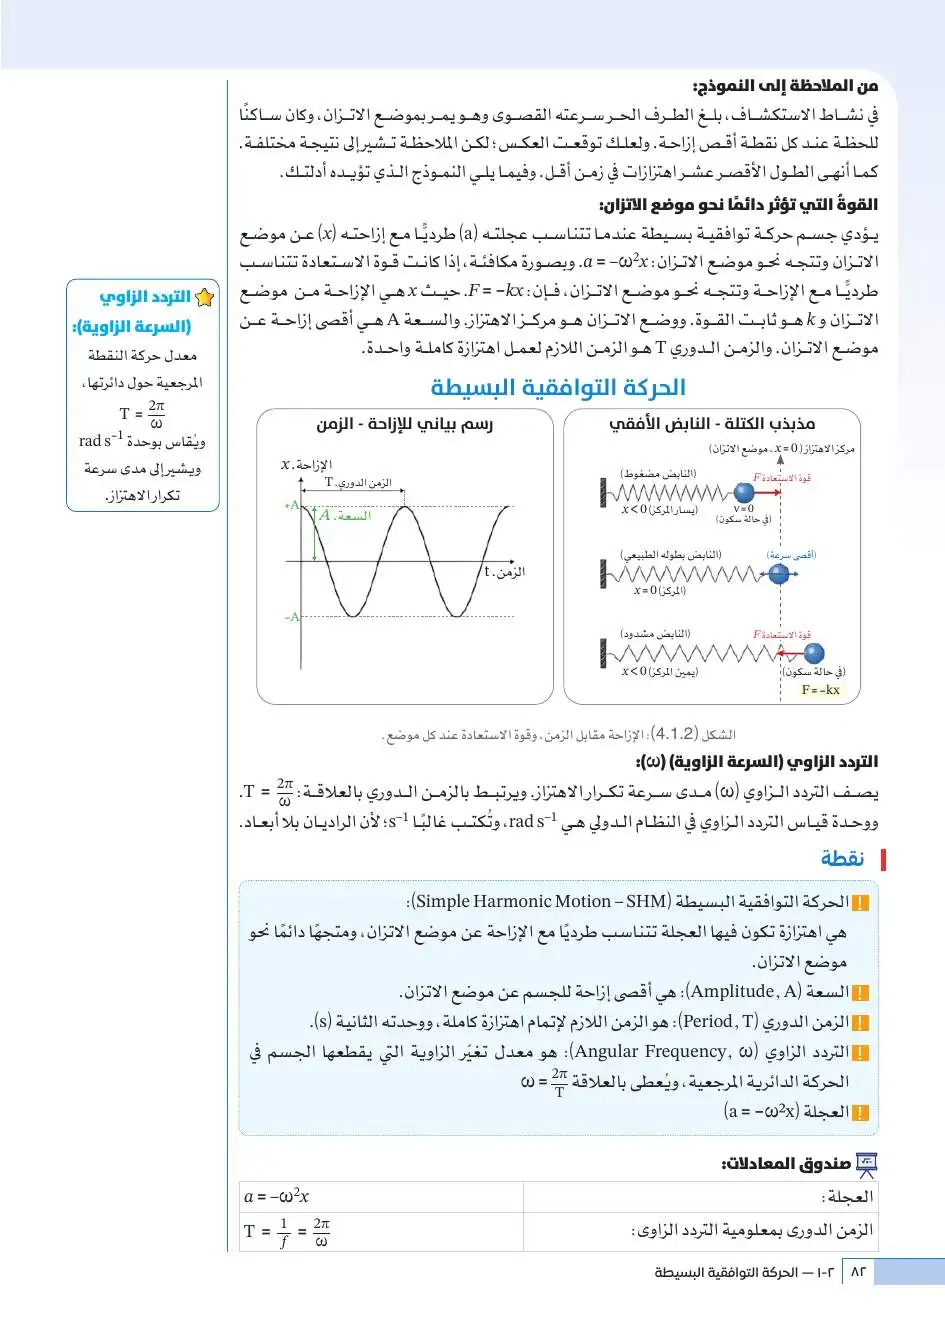 من الملاحظة إلى النموذج:
في نشاط الاستكشاف، بلغ الطرف الحر سرعته القصوى وهو يمر بموضع الاتزان، وكان ساكنًا
للحظة عند كل نقطة أقصى إزاحة. ولعلك توقعت العكس؛ لكن الملاحظة تشير إلى نتيجة مختلفة.
كما أنهى الطول الأقصر عشر اهتزازات في زمن أقل. وفيما يلي النموذج الذي تؤيده أدلتك.
القوةُ التي تؤثر دائمًا نحو موضع الاتزان:
يؤدي جسم حركة توافقية بسيطة عندما تتناسب عجلته (a) طرديًّا مع إزاحته (x) عن موضع
الاتزان وتتجه نحو موضع الاتزان: a = −ω²x. وبصورة مكافئة، إذا كانت قوة الاستعادة تتناسب
طرديًّا مع الإزاحة وتتجه نحو موضع الاتزان، فإن: F = −kx. حيث x هي الإزاحة من موضع
الاتزان و k هو ثابت القوة. ووضع الاتزان هو مركز الاهتزاز. والسعة A هي أقصى إزاحة عن
موضع الاتزان. والزمن الدوري T هو الزمن اللازم لعمل اهتزازة كاملة واحدة.
التردد الزاوي
(السرعة الزاوية):
معدل حركة النقطة
المرجعية حول دائرتها،
T = 2π/ω
ويُقاس بوحدة rad s⁻¹
ويشير إلى مدى سرعة
تكرار الاهتزاز.
الحركة التوافقية البسيطة
مذبذب الكتلة - النابض الأفقي
مركز الاهتزاز (x = 0، موضع الاتزان)
(النابض مضغوط)
قوة الاستعادة F
x < 0 (يسار المركز)
v = 0
(في حالة سكون)
(النابض بطوله الطبيعي)
(أقصى سرعة)
x = 0 (المركز)
(النابض مشدود)
قوة الاستعادة F
x < 0 (يمين المركز)
(في حالة سكون)
F = −kx
رسم بياني للإزاحة - الزمن
الإزاحة، x
الزمن الدوري، T
+A
السعة، A
الزمن، t
−A
الشكل (4.1.2): الإزاحة مقابل الزمن، وقوة الاستعادة عند كل موضع.
التردد الزاوي (السرعة الزاوية) (ω):
يصف التردد الزاوي (ω) مدى سرعة تكرار الاهتزاز. ويرتبط بالزمن الدوري بالعلاقة: T = 2π/ω.
ووحدة قياس التردد الزاوي في النظام الدولي هي rad s⁻¹، وتُكتب غالبًا s⁻¹؛ لأن الراديان بلا أبعاد.
نقطة
الحركة التوافقية البسيطة (Simple Harmonic Motion – SHM):
هي اهتزازة تكون فيها العجلة تتناسب طرديًا مع الإزاحة عن موضع الاتزان، ومتجهًا دائمًا نحو
موضع الاتزان.
السعة (Amplitude, A): هي أقصى إزاحة للجسم عن موضع الاتزان.
الزمن الدوري (Period, T): هو الزمن اللازم لإتمام اهتزازة كاملة، ووحدته الثانية (s).
التردد الزاوي (Angular Frequency, ω): هو معدل تغيّر الزاوية التي يقطعها الجسم في
الحركة الدائرية المرجعية، ويُعطى بالعلاقة ω = 2π/T
العجلة (a = −ω²x)
صندوق المعادلات:
العجلة: a = −ω²x
الزمن الدورى بمعلومية التردد الزاوى: T = 1/f = 2π/ω
٨٢ ٢-١ — الحركة التوافقية البسيطة